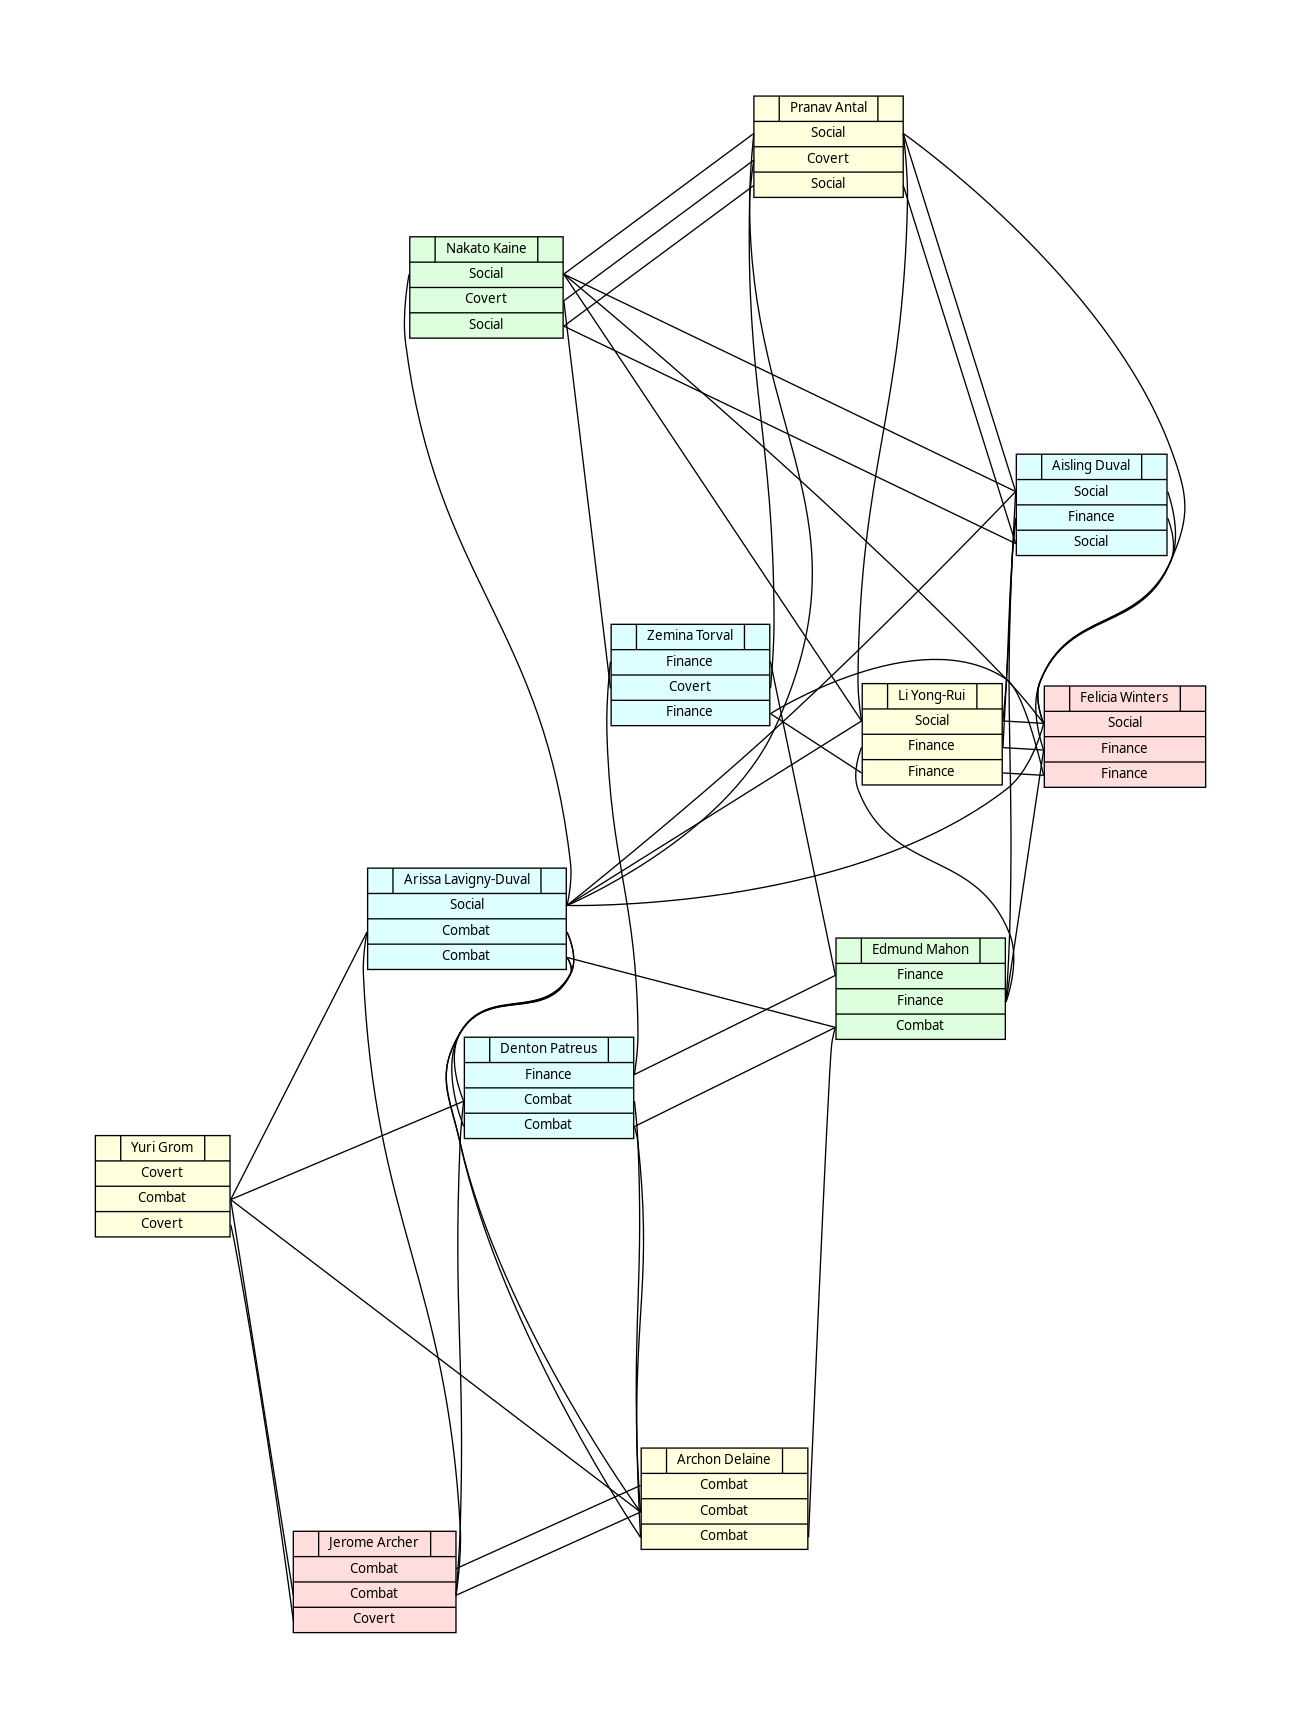 Pranav Antal
Social
Covert
Social
Nakato Kaine
Social
Covert
Social
Aisling Duval
Social
Finance
Social
Zemina Torval
Finance
Covert
Finance
Li Yong-Rui
Social
Finance
Finance
Felicia Winters
Social
Finance
Finance
Arissa Lavigny-Duval
Social
Combat
Combat
Edmund Mahon
Finance
Finance
Combat
Denton Patreus
Finance
Combat
Combat
Yuri Grom
Covert
Combat
Covert
Archon Delaine
Combat
Combat
Combat
Jerome Archer
Combat
Combat
Covert